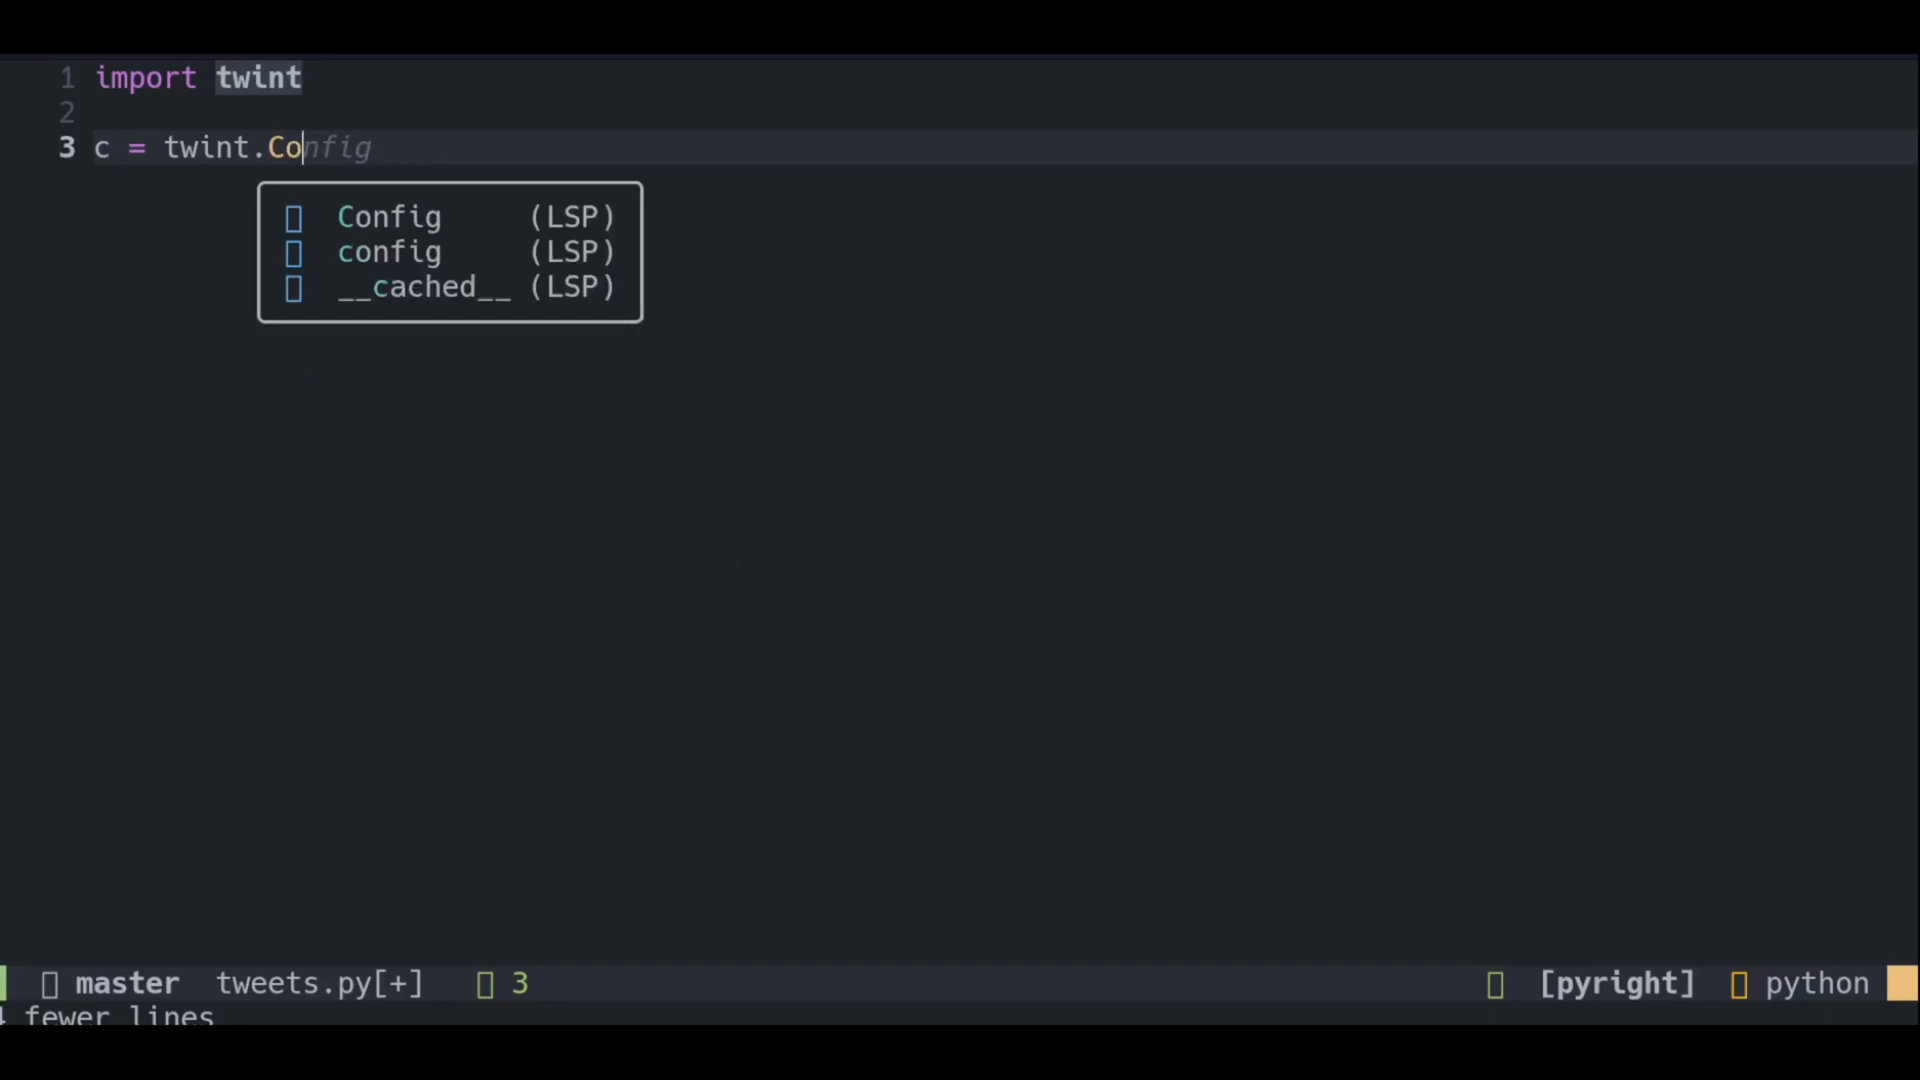 1 import twint
2
3 c = twint.Config
Config (LSP)
config (LSP)
__cached__ (LSP)
master tweets.py[+] 3 [pyright] python
fewer lines